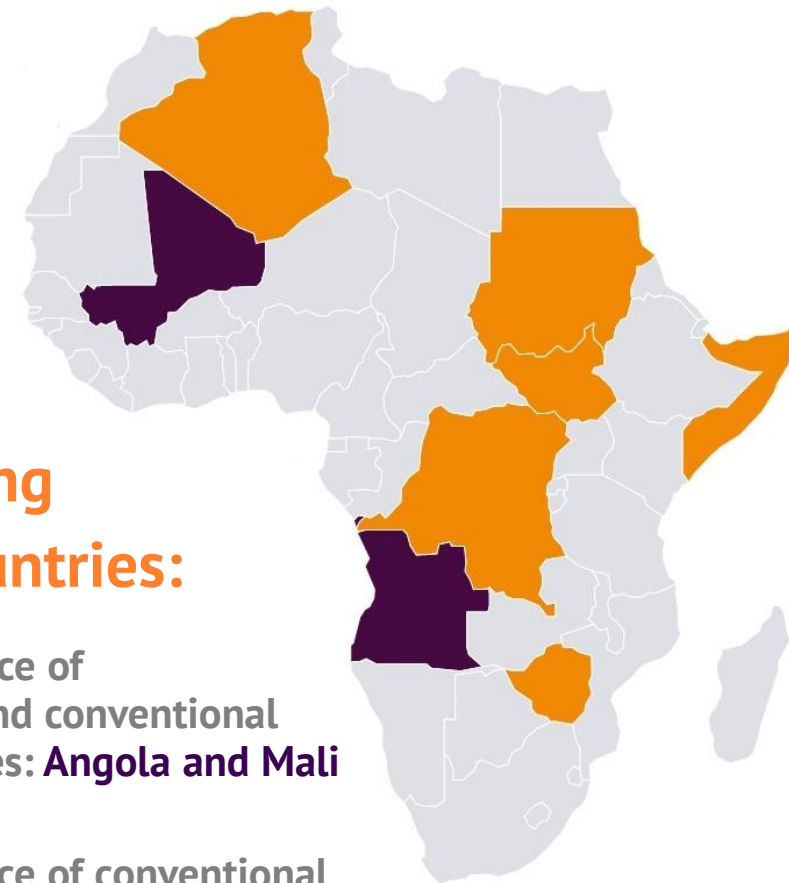 ng
untries:
ce of
nd conventional
es: Angola and Mali
ce of conventional